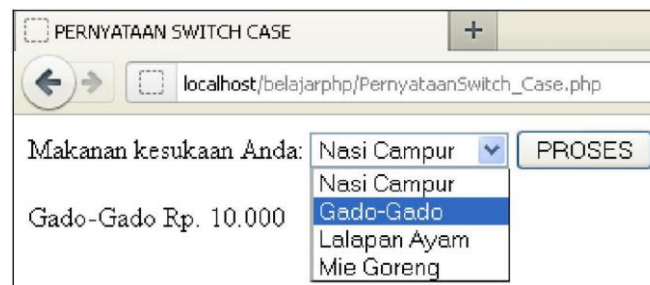 PERNYATAAN SWITCH CASE
localhost/belajarphp/PernyataanSwitch_Case.php
Makanan kesukaan Anda: Nasi Campur PROSES
Nasi Campur
Gado-Gado Rp. 10.000 Gado-Gado
Lalapan Ayam
Mie Goreng